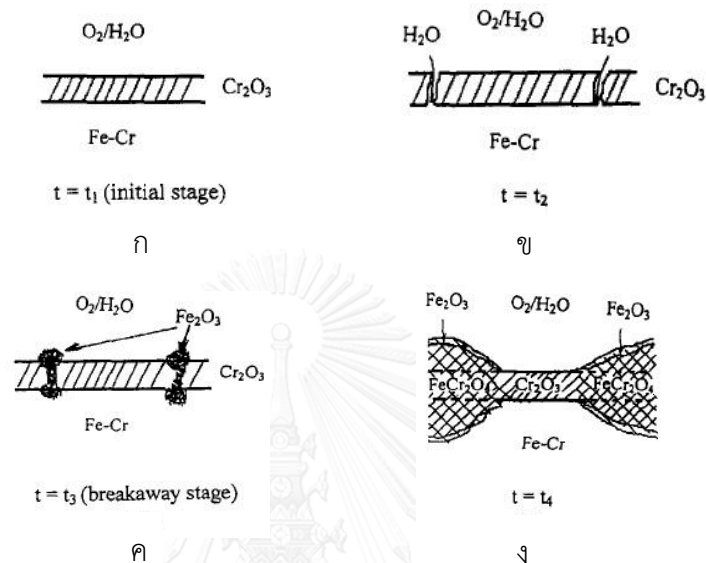 O₂/H₂O
Cr₂O₃
Fe-Cr
t = t₁ (initial stage)
ก
H₂O
O₂/H₂O
H₂O
Cr₂O₃
Fe-Cr
t = t₂
ข
O₂/H₂O
Fe₂O₃
Cr₂O₃
Fe-Cr
t = t₃ (breakaway stage)
ค
Fe₂O₃
O₂/H₂O
Fe₂O₃
FeCr₂O₄
Cr₂O₃
FeCr₂O₄
Fe-Cr
t = t₄
ง